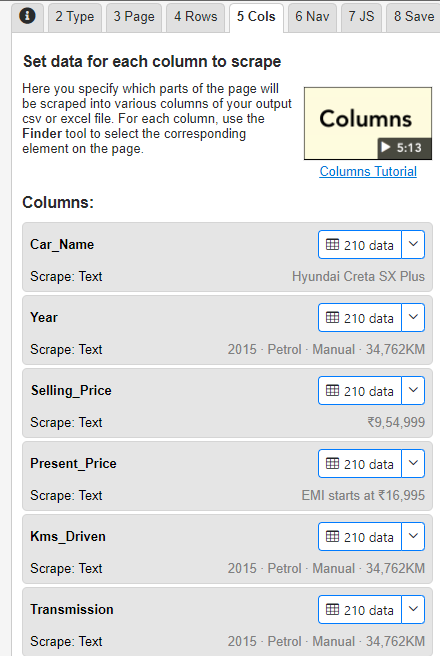 2 Type 3 Page 4 Rows 5 Cols 6 Nav 7 JS 8 Save
Set data for each column to scrape
Here you specify which parts of the page will
be scraped into various columns of your output
csv or excel file. For each column, use the
Finder tool to select the corresponding
element on the page.
Columns
5:13
Columns Tutorial
Columns:
Car_Name 210 data
Scrape: Text Hyundai Creta SX Plus
Year 210 data
Scrape: Text 2015 · Petrol · Manual · 34,762KM
Selling_Price 210 data
Scrape: Text ₹9,54,999
Present_Price 210 data
Scrape: Text EMI starts at ₹16,995
Kms_Driven 210 data
Scrape: Text 2015 · Petrol · Manual · 34,762KM
Transmission 210 data
Scrape: Text 2015 · Petrol · Manual · 34,762KM